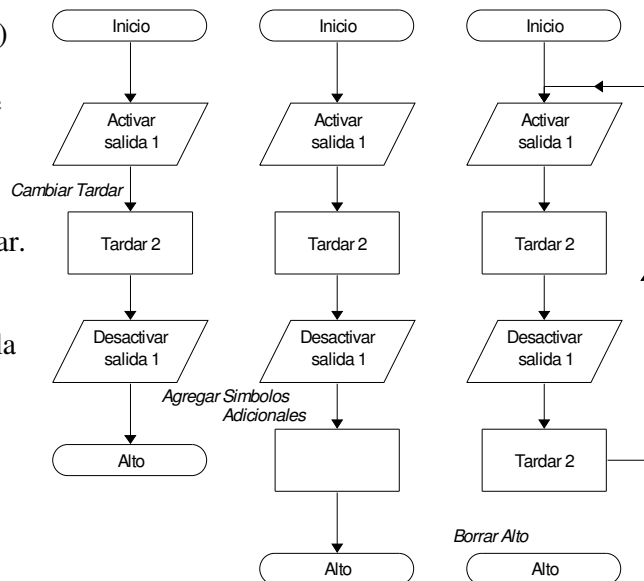 )
ar.
la
Inicio
Activar
salida 1
Cambiar Tardar
Tardar 2
Desactivar
salida 1
Alto
Inicio
Activar
salida 1
Tardar 2
Desactivar
salida 1
Agregar Simbolos
Adicionales
Alto
Inicio
Activar
salida 1
Tardar 2
Desactivar
salida 1
Tardar 2
Borrar Alto
Alto